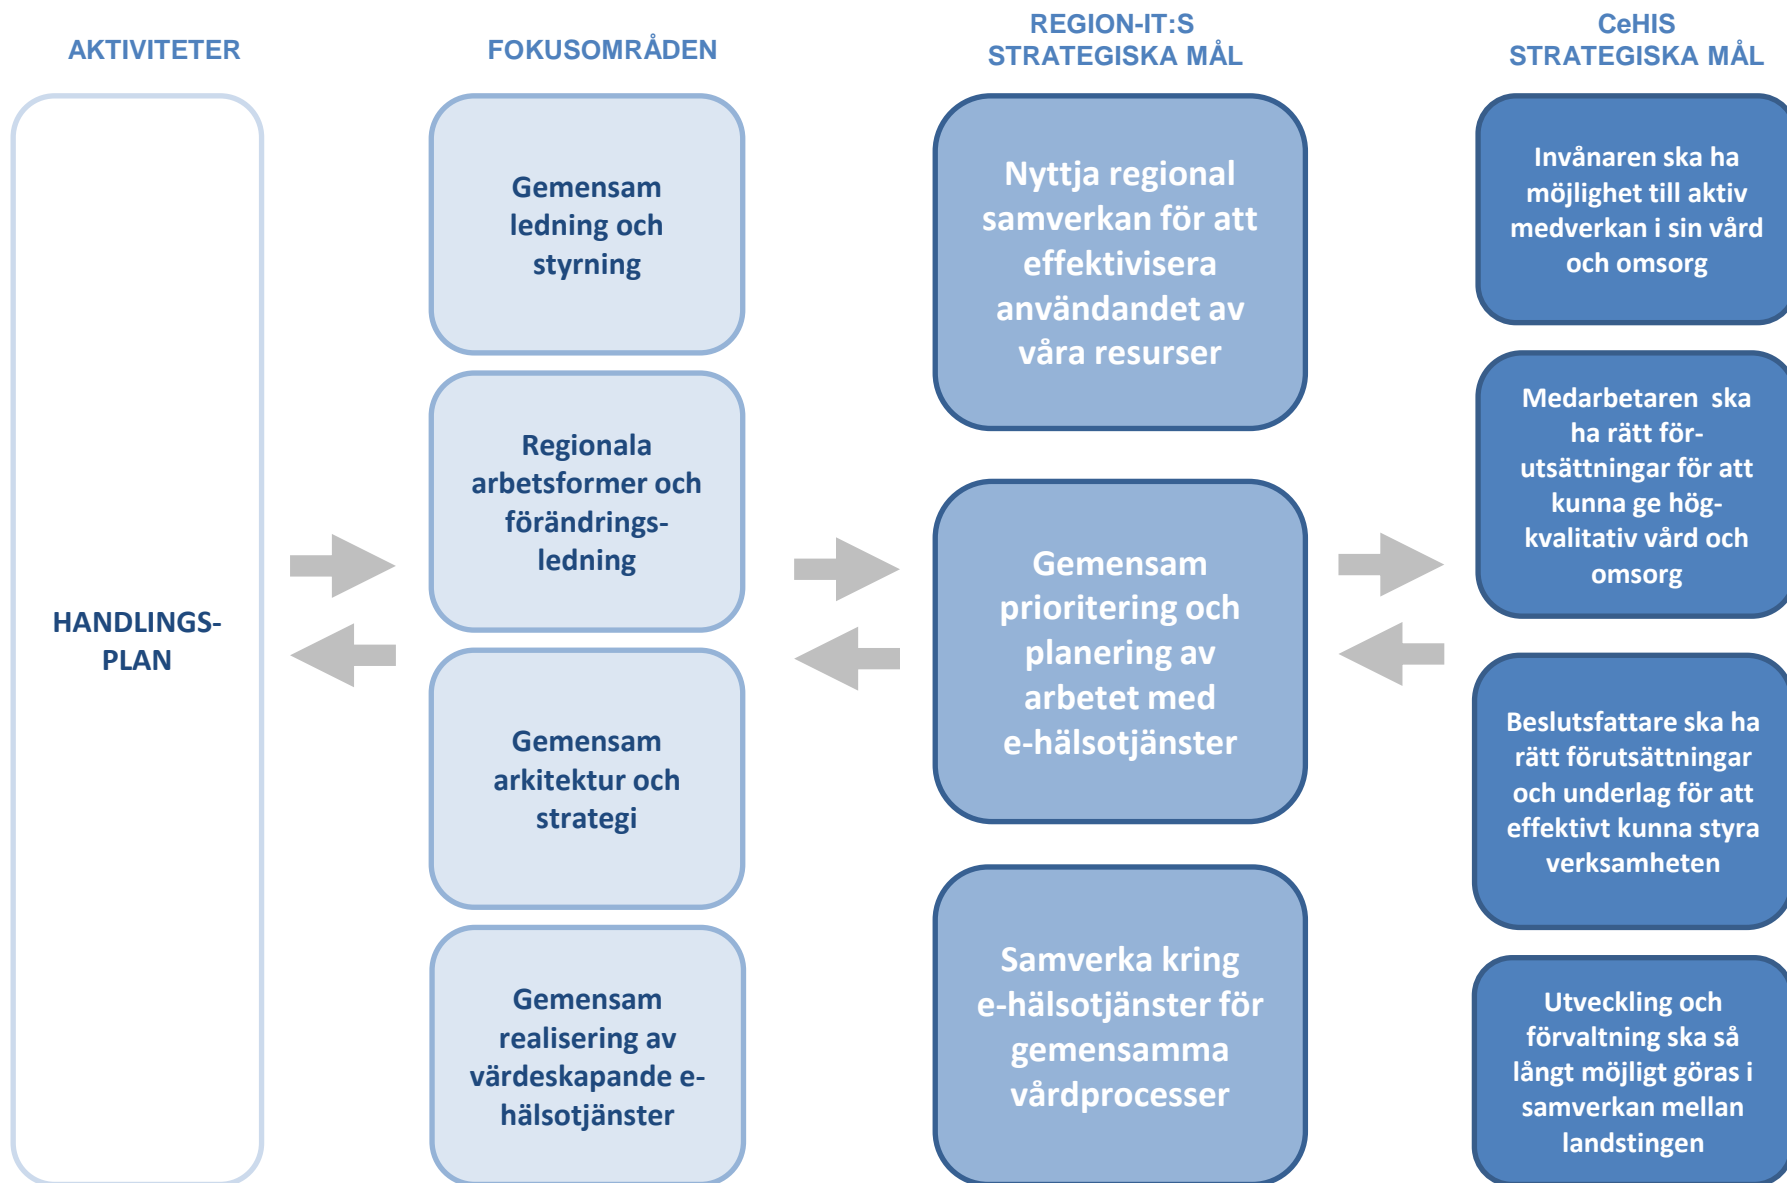 AKTIVITETER
FOKUSOMRÅDEN
REGION-IT:S
STRATEGISKA MÅL
CeHIS
STRATEGISKA MÅL
HANDLINGS-
PLAN
Gemensam
ledning och
styrning
Regionala
arbetsformer och
förändrings-
ledning
Gemensam
arkitektur och
strategi
Gemensam
realisering av
värdeskapande e-
hälsotjänster
Nyttja regional
samverkan för att
effektivisera
användandet av
våra resurser
Gemensam
prioritering och
planering av
arbetet med
e-hälsotjänster
Samverka kring
e-hälsotjänster för
gemensamma
vårdprocesser
Invånaren ska ha
möjlighet till aktiv
medverkan i sin vård
och omsorg
Medarbetaren ska
ha rätt för-
utsättningar för att
kunna ge hög-
kvalitativ vård och
omsorg
Beslutsfattare ska ha
rätt förutsättningar
och underlag för att
effektivt kunna styra
verksamheten
Utveckling och
förvaltning ska så
långt möjligt göras i
samverkan mellan
landstingen